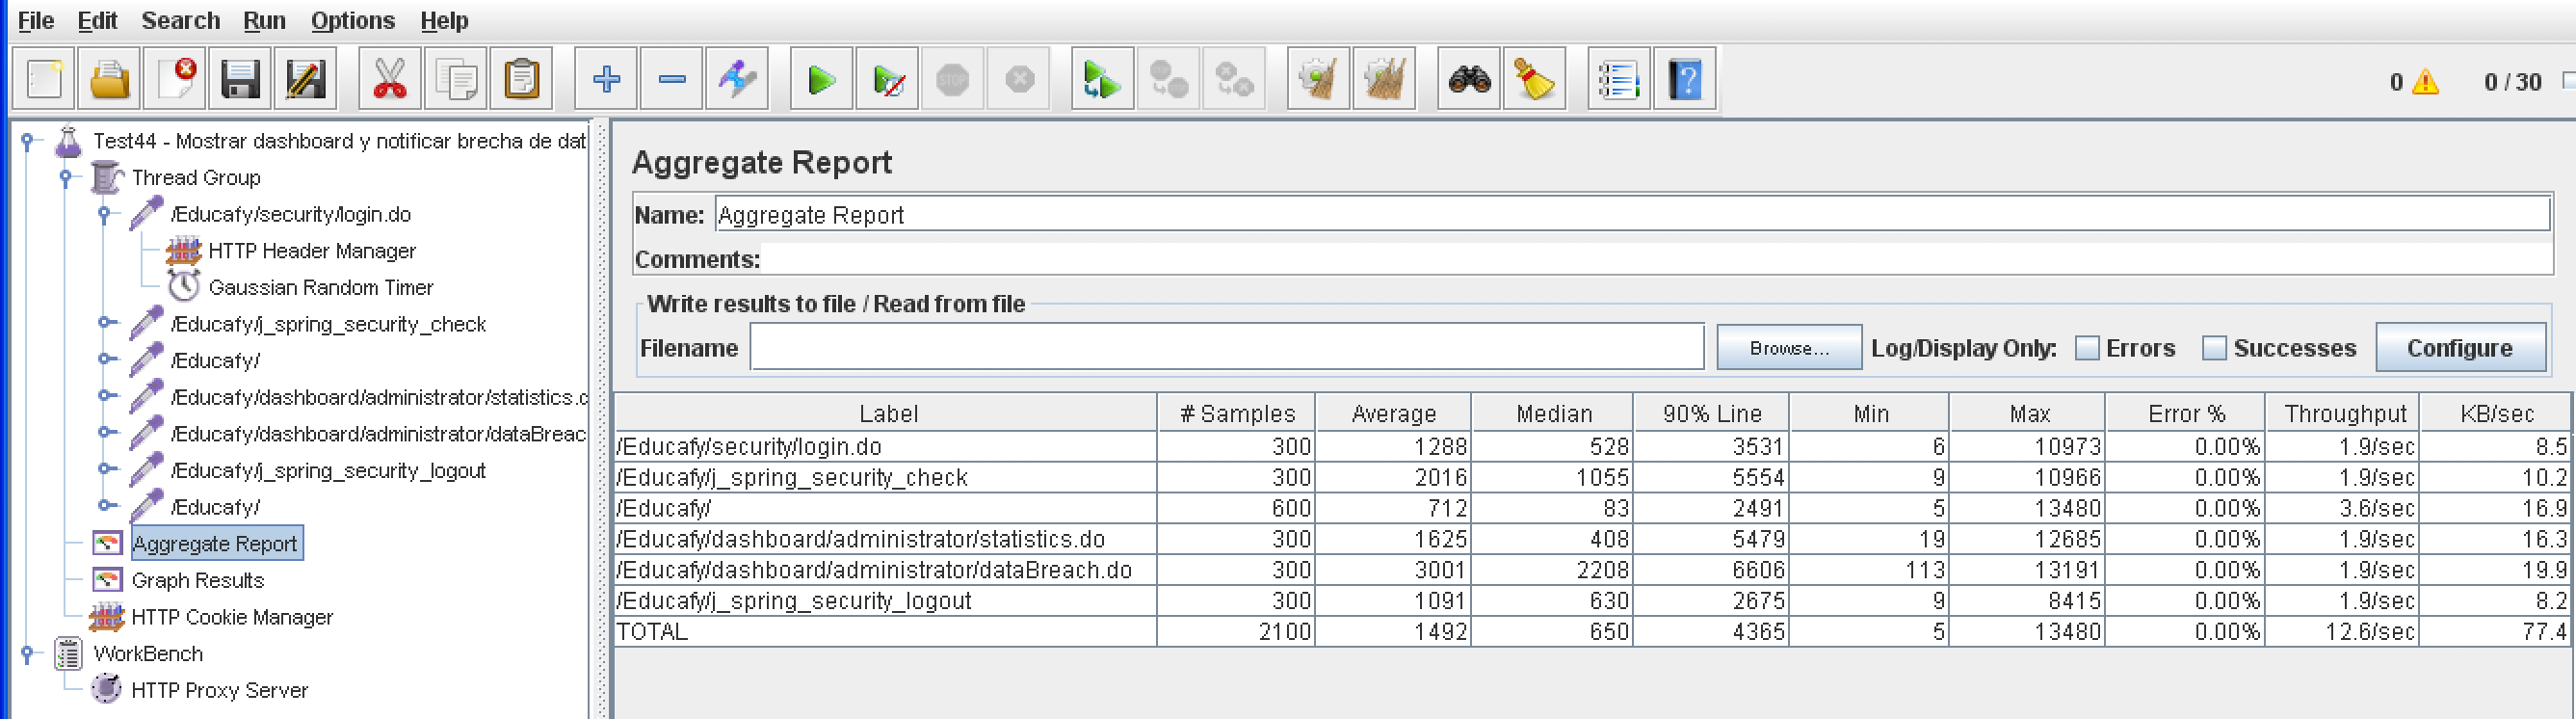 File Edit Search Run Options Help
STOP
0 0 / 30
Test44 - Mostrar dashboard y notificar brecha de dat
Thread Group
/Educafy/security/login.do
HTTP Header Manager
Gaussian Random Timer
/Educafy/j_spring_security_check
/Educafy/
/Educafy/dashboard/administrator/statistics.c
/Educafy/dashboard/administrator/dataBreac
/Educafy/j_spring_security_logout
/Educafy/
Aggregate Report
Graph Results
HTTP Cookie Manager
WorkBench
HTTP Proxy Server
Aggregate Report
Name: Aggregate Report
Comments:
Write results to file / Read from file
Filename Browse... Log/Display Only: Errors Successes Configure
Label # Samples Average Median 90% Line Min Max Error % Throughput KB/sec
/Educafy/security/login.do 300 1288 528 3531 6 10973 0.00% 1.9/sec 8.5
/Educafy/j_spring_security_check 300 2016 1055 5554 9 10966 0.00% 1.9/sec 10.2
/Educafy/ 600 712 83 2491 5 13480 0.00% 3.6/sec 16.9
/Educafy/dashboard/administrator/statistics.do 300 1625 408 5479 19 12685 0.00% 1.9/sec 16.3
/Educafy/dashboard/administrator/dataBreach.do 300 3001 2208 6606 113 13191 0.00% 1.9/sec 19.9
/Educafy/j_spring_security_logout 300 1091 630 2675 9 8415 0.00% 1.9/sec 8.2
TOTAL 2100 1492 650 4365 5 13480 0.00% 12.6/sec 77.4